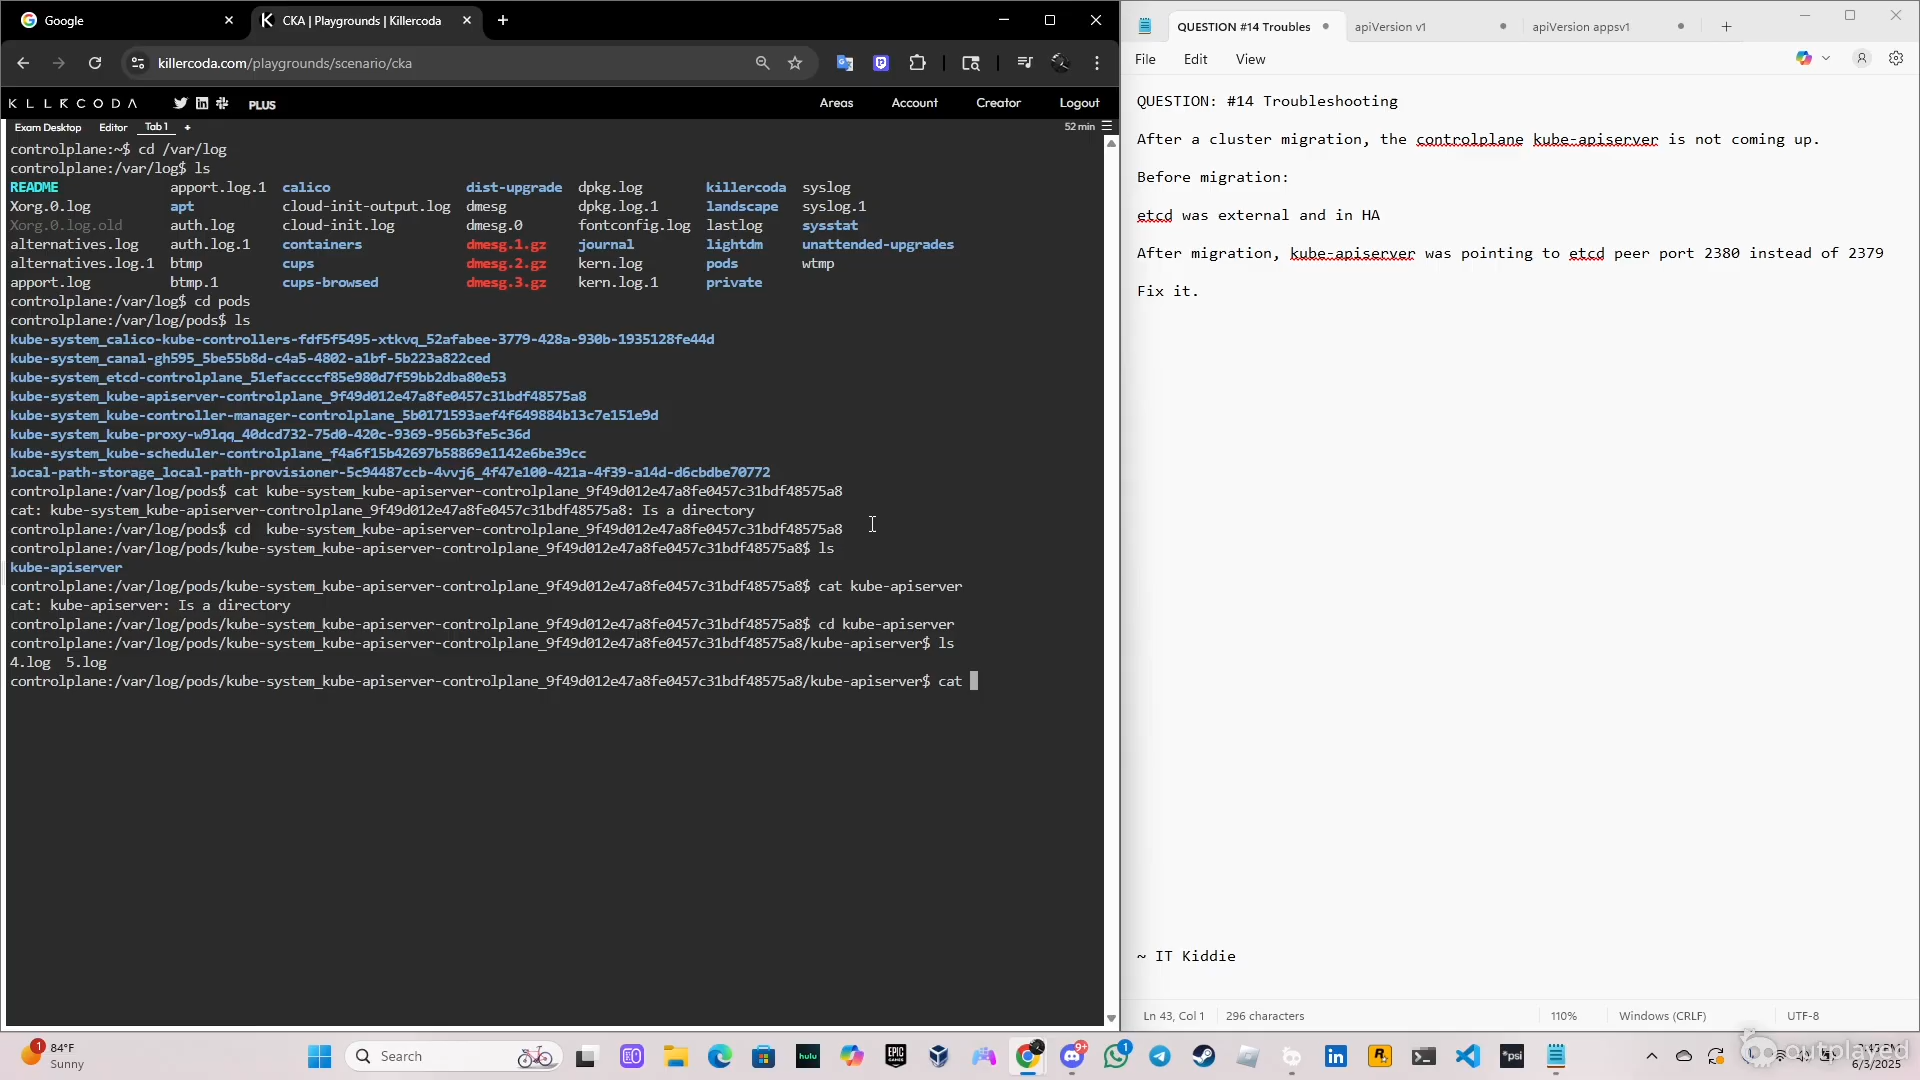 Google
CKA | Playgrounds | Killercoda
killercoda.com/playgrounds/scenario/cka
KLLRCODA
PLUS
Areas Account Creator Logout
Exam Desktop Editor Tab 1 +
52 min
controlplane:~$ cd /var/log
controlplane:/var/log$ ls
README apport.log.1 calico dist-upgrade dpkg.log killercoda syslog
Xorg.0.log apt cloud-init-output.log dmesg dpkg.log.1 landscape syslog.1
Xorg.0.log.old auth.log cloud-init.log dmesg.0 fontconfig.log lastlog sysstat
alternatives.log auth.log.1 containers dmesg.1.gz journal lightdm unattended-upgrades
alternatives.log.1 btmp cups dmesg.2.gz kern.log pods wtmp
apport.log btmp.1 cups-browsed dmesg.3.gz kern.log.1 private
controlplane:/var/log$ cd pods
controlplane:/var/log/pods$ ls
kube-system_calico-kube-controllers-fdf5f5495-xtkvq_52afabee-3779-428a-930b-1935128fe44d
kube-system_canal-gh595_5be55b8d-c4a5-4802-a1bf-5b223a822ced
kube-system_etcd-controlplane_51efaccccf85e980d7f59bb2dba80e53
kube-system_kube-apiserver-controlplane_9f49d012e47a8fe0457c31bdf48575a8
kube-system_kube-controller-manager-controlplane_5b0171593aef4f649884b13c7e151e9d
kube-system_kube-proxy-w9lqq_40dcd732-75d0-420c-9369-956b3fe5c36d
kube-system_kube-scheduler-controlplane_f4a6f15b42697b58869e1142e6be39cc
local-path-storage_local-path-provisioner-5c94487ccb-4vvj6_4f47e100-421a-4f39-a14d-d6cbdbe70772
controlplane:/var/log/pods$ cat kube-system_kube-apiserver-controlplane_9f49d012e47a8fe0457c31bdf48575a8
cat: kube-system_kube-apiserver-controlplane_9f49d012e47a8fe0457c31bdf48575a8: Is a directory
controlplane:/var/log/pods$ cd  kube-system_kube-apiserver-controlplane_9f49d012e47a8fe0457c31bdf48575a8
controlplane:/var/log/pods/kube-system_kube-apiserver-controlplane_9f49d012e47a8fe0457c31bdf48575a8$ ls
kube-apiserver
controlplane:/var/log/pods/kube-system_kube-apiserver-controlplane_9f49d012e47a8fe0457c31bdf48575a8$ cat kube-apiserver
cat: kube-apiserver: Is a directory
controlplane:/var/log/pods/kube-system_kube-apiserver-controlplane_9f49d012e47a8fe0457c31bdf48575a8$ cd kube-apiserver
controlplane:/var/log/pods/kube-system_kube-apiserver-controlplane_9f49d012e47a8fe0457c31bdf48575a8/kube-apiserver$ ls
4.log 5.log
controlplane:/var/log/pods/kube-system_kube-apiserver-controlplane_9f49d012e47a8fe0457c31bdf48575a8/kube-apiserver$ cat
QUESTION #14 Troubles
apiVersion v1
apiVersion appsv1
File Edit View
QUESTION: #14 Troubleshooting
After a cluster migration, the controlplane kube-apiserver is not coming up.
Before migration:
etcd was external and in HA
After migration, kube-apiserver was pointing to etcd peer port 2380 instead of 2379
Fix it.
~ IT Kiddie
Ln 43, Col 1 296 characters 110% Windows (CRLF) UTF-8
1
84°F
Sunny
Search
hulu
EPIC GAMES
9+
1
in
R
*psi
outplayed
6/3/2025